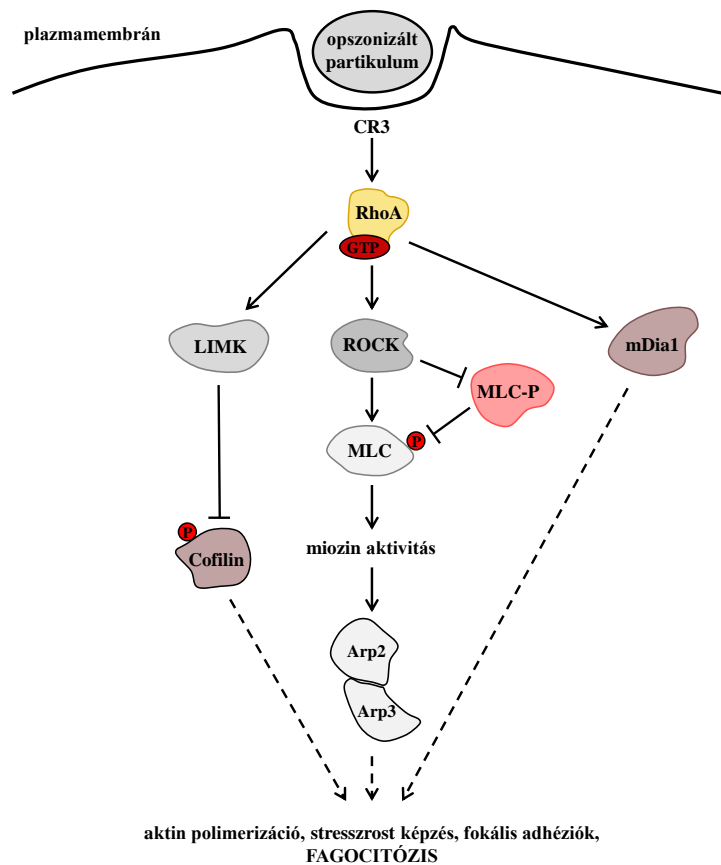 plazmamembrán
opszonizált
partikulum
CR3
RhoA
GTP
LIMK
ROCK
mDia1
MLC-P
P
MLC
P
Cofilin
miozin aktivitás
Arp2
Arp3
aktin polimerizáció, stresszrost képzés, fokális adhéziók,
FAGOCITÓZIS